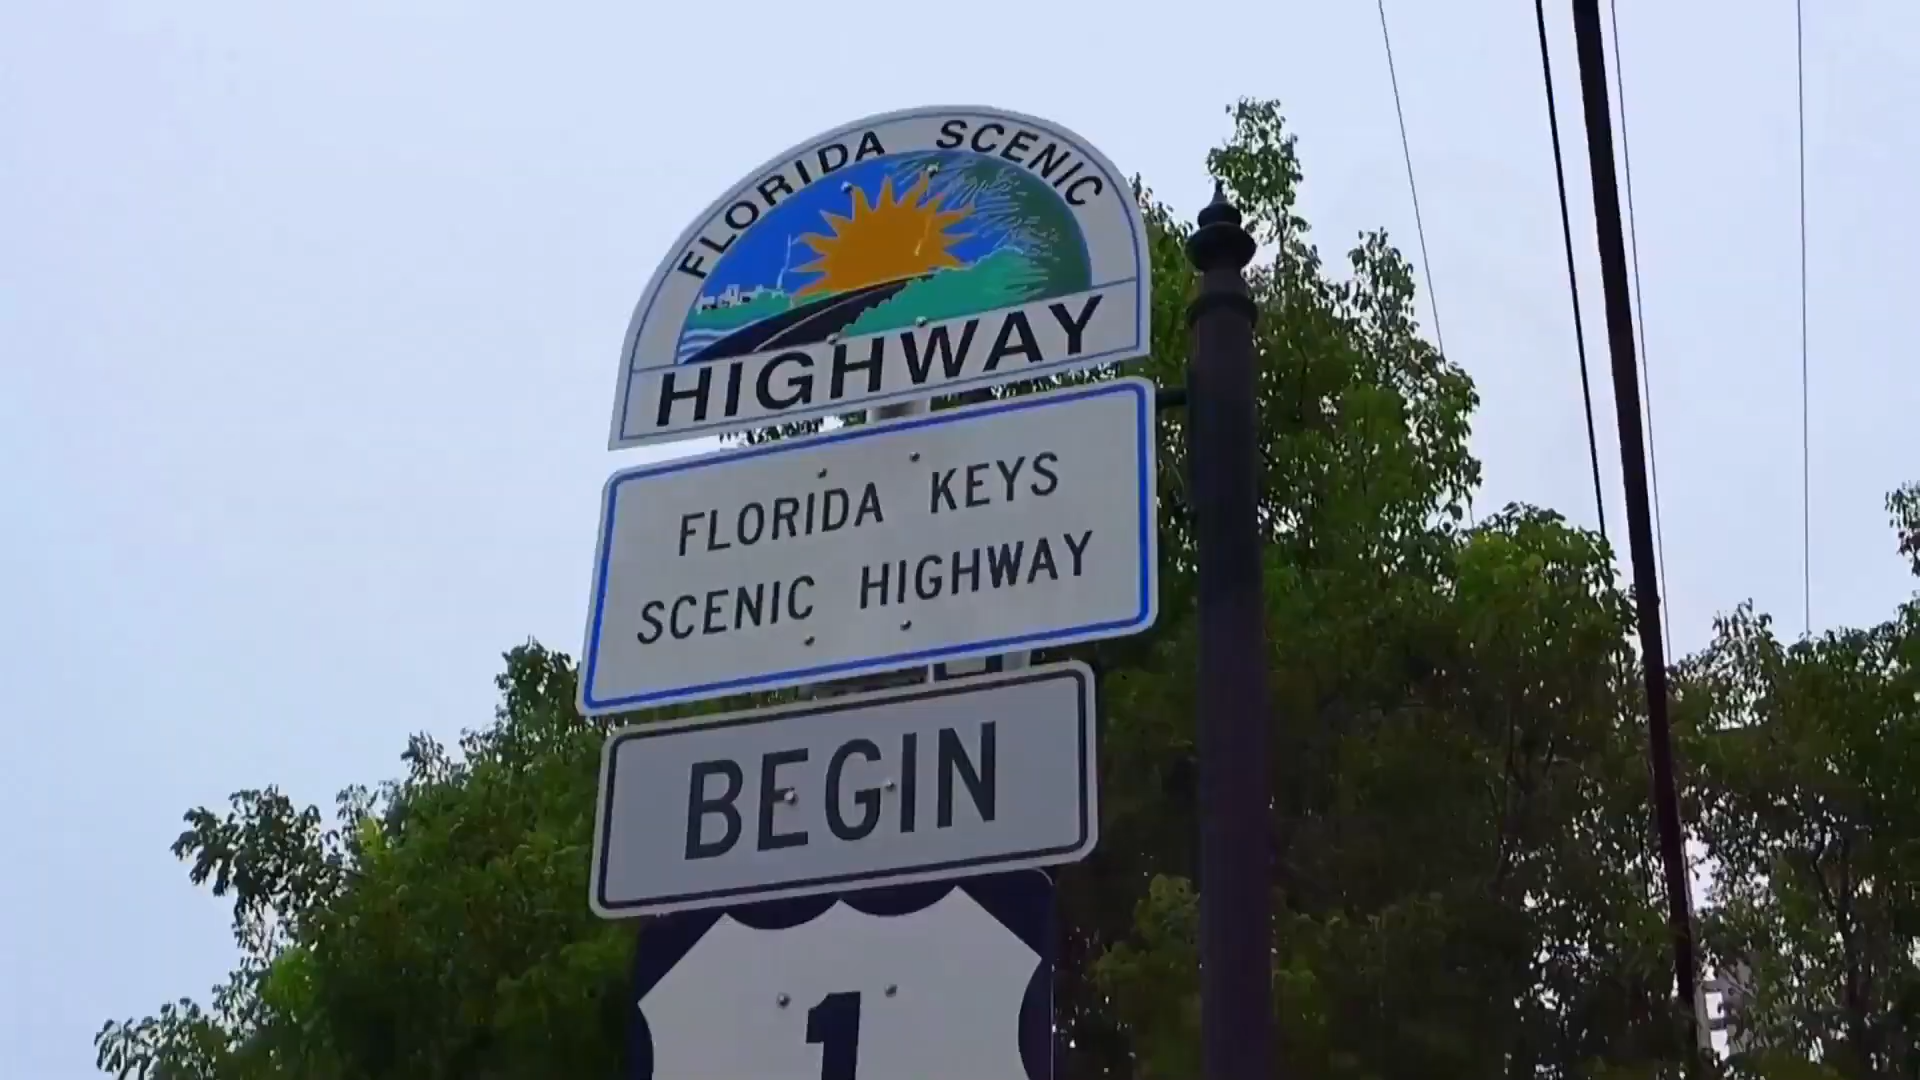 FLORIDA SCENIC
HIGHWAY
FLORIDA KEYS
SCENIC HIGHWAY
BEGIN
1